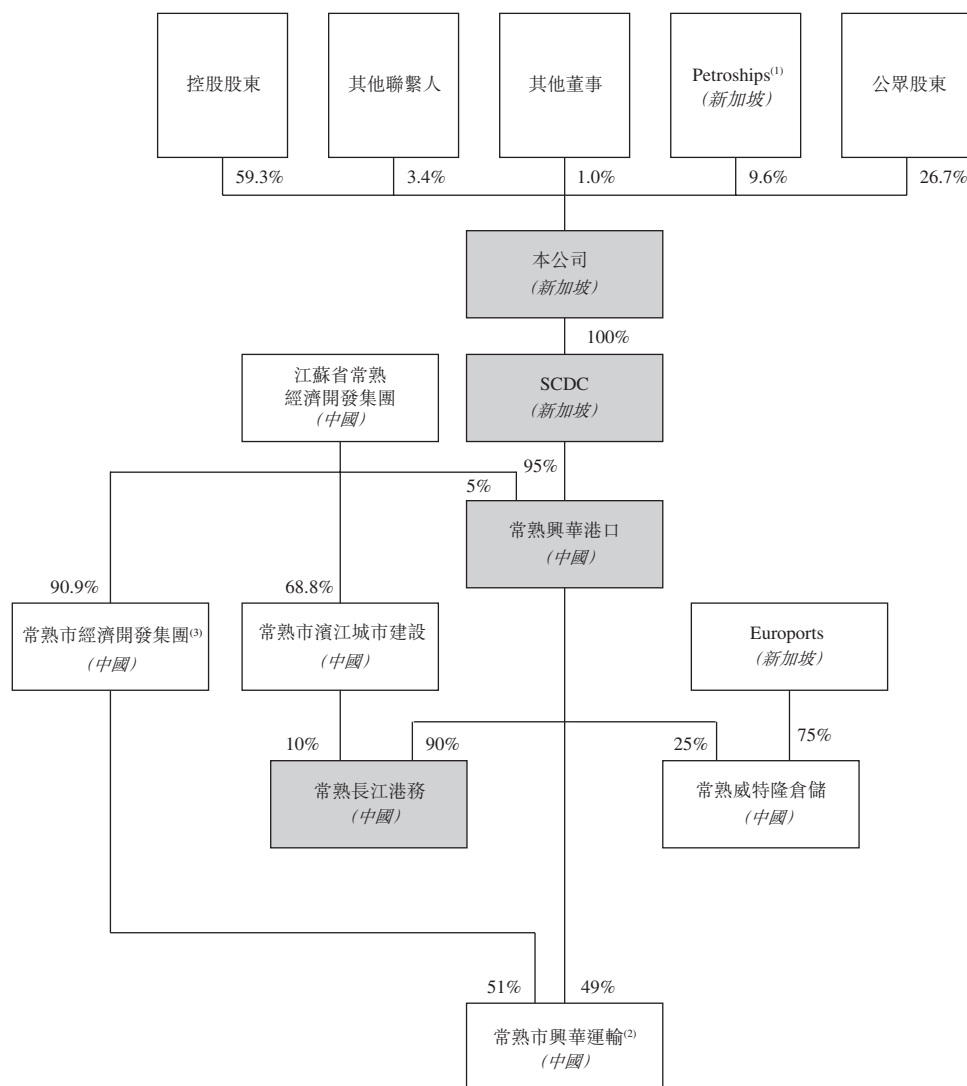 控股股東
其他聯繫人
其他董事
Petroships(1)
（新加坡）
公眾股東
59.3%
3.4%
1.0%
9.6%
26.7%
本公司
（新加坡）
100%
江蘇省常熟
經濟開發集團
（中國）
SCDC
（新加坡）
95%
5%
常熟興華港口
（中國）
90.9%
68.8%
常熟市經濟開發集團(3)
（中國）
常熟市濱江城市建設
（中國）
Euroports
（新加坡）
10%
90%
25%
75%
常熟長江港務
（中國）
常熟威特隆倉儲
（中國）
51%
49%
常熟市興華運輸(2)
（中國）